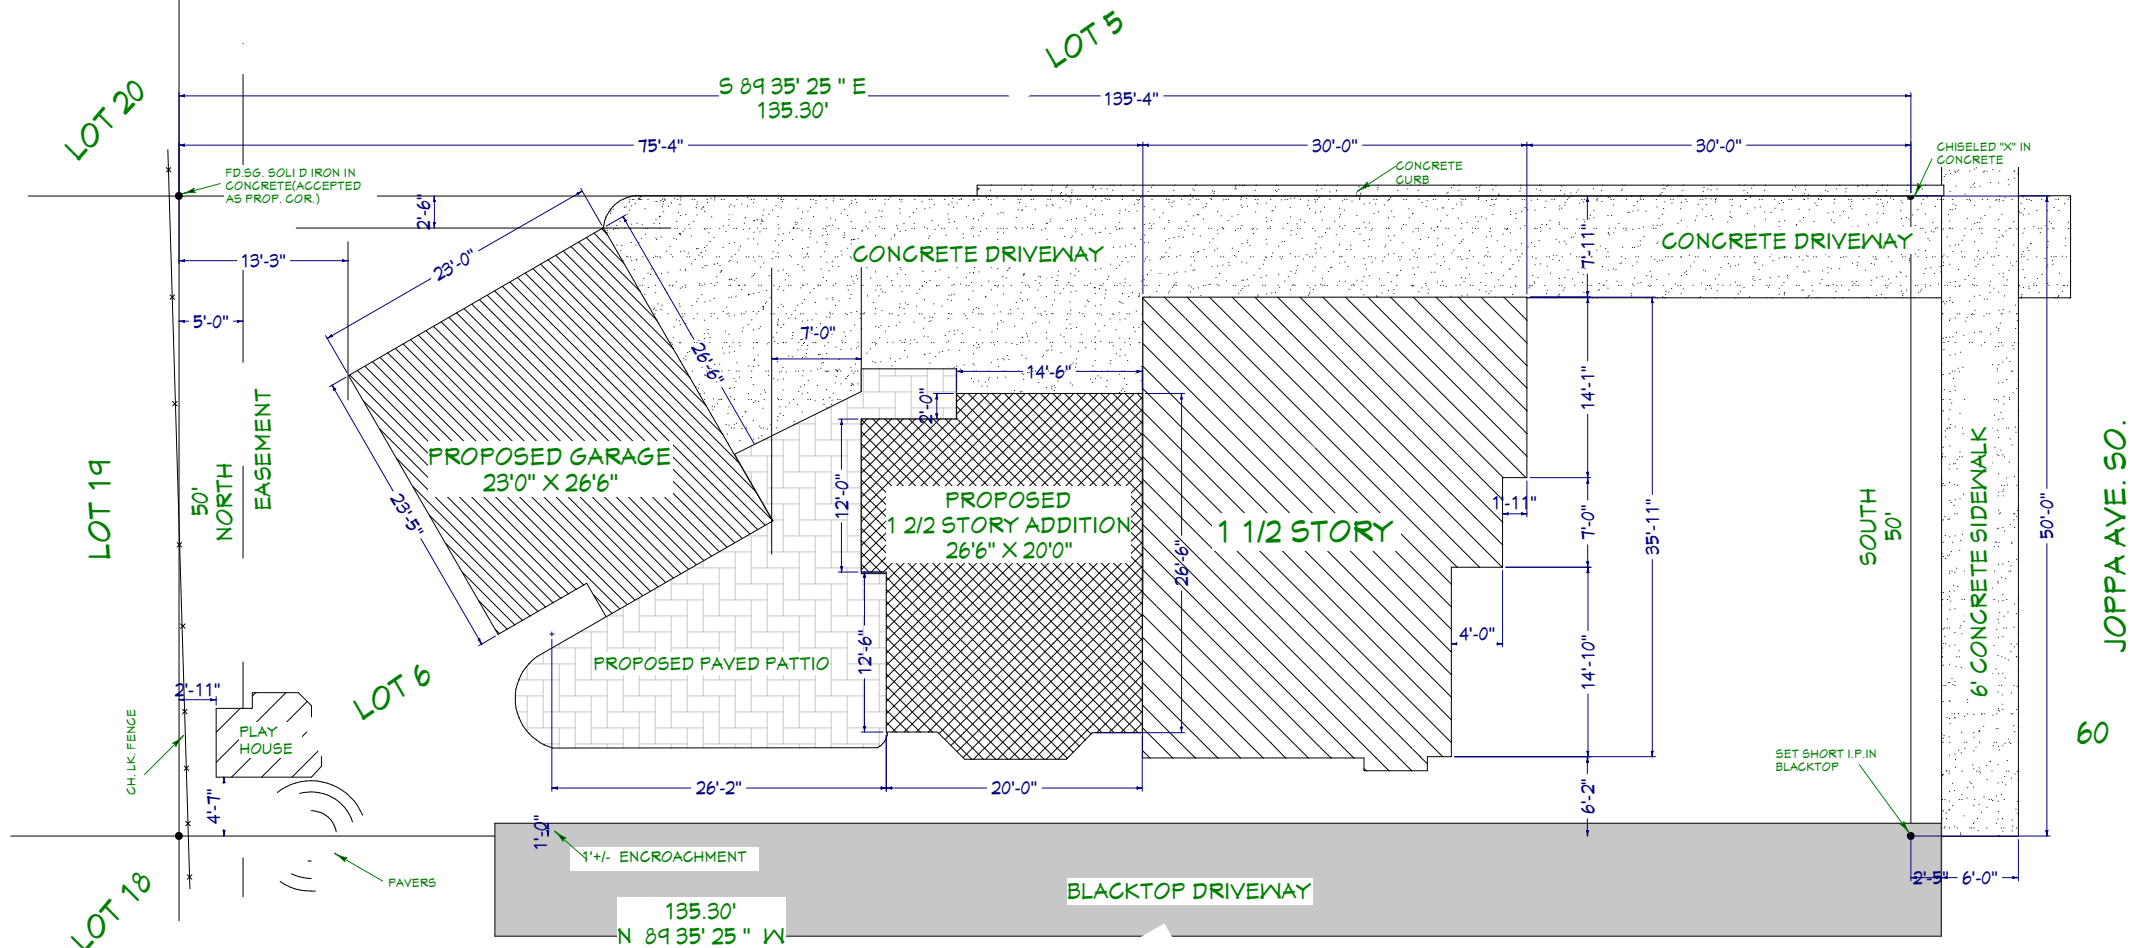 LOT 5
S 89 35' 25 " E
135.30'
135'-4"
LOT 20
75'-4"
30'-0"
30'-0"
CONCRETE
CURB
CHISELED "X" IN
CONCRETE
FD.SG. SOLI D IRON IN
CONCRETE(ACCEPTED
AS PROP. COR.)
2'-6"
23'-0"
13'-3"
5'-0"
CONCRETE DRIVEWAY
CONCRETE DRIVEWAY
7'-11"
7'-0"
26'-6"
14'-6"
2'-0"
14'-1"
LOT 19
50'
NORTH
EASEMENT
PROPOSED GARAGE
23'0" X 26'6"
23'-5"
12'-0"
PROPOSED
1 2/2 STORY ADDITION
26'6" X 20'0"
26'-6"
1 1/2 STORY
1'-11"
7'-0"
35'-11"
SOUTH
50'
6' CONCRETE SIDEWALK
50'-0"
JOPPA AVE. SO.
60
4'-0"
14'-10"
12'-6"
PROPOSED PAVED PATTIO
LOT 6
2'-11"
PLAY
HOUSE
CH. LK. FENCE
4'-7"
26'-2"
20'-0"
6'-2"
SET SHORT I.P.IN
BLACKTOP
1'-0"
1'+/- ENCROACHMENT
PAVERS
BLACKTOP DRIVEWAY
2'-5"
6'-0"
LOT 18
135.30'
N 89 35' 25 " W